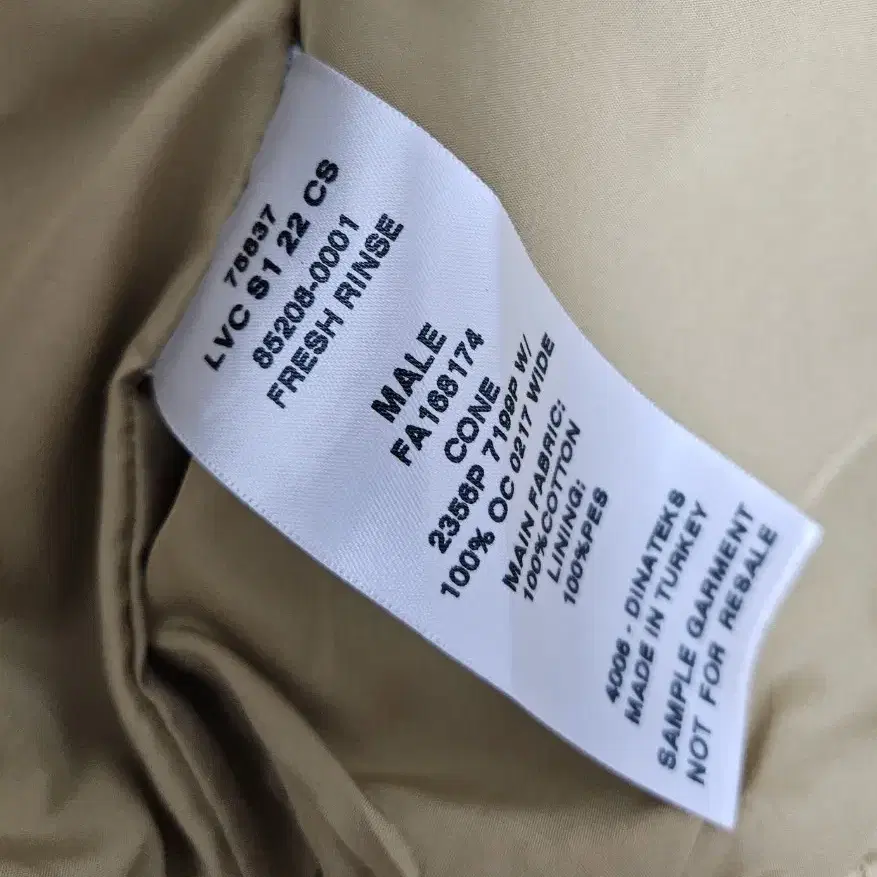 75837
LVC S1 22 CS
85208-0001
FRESH RINSE
MALE
FA168174
CONE
2356P 7199P W/
100% OC 0217 WIDE
MAIN FABRIC:
100%COTTON
LINING:
100%PES
4006 - DINATEKS
MADE IN TURKEY
SAMPLE GARMENT
NOT FOR RESALE